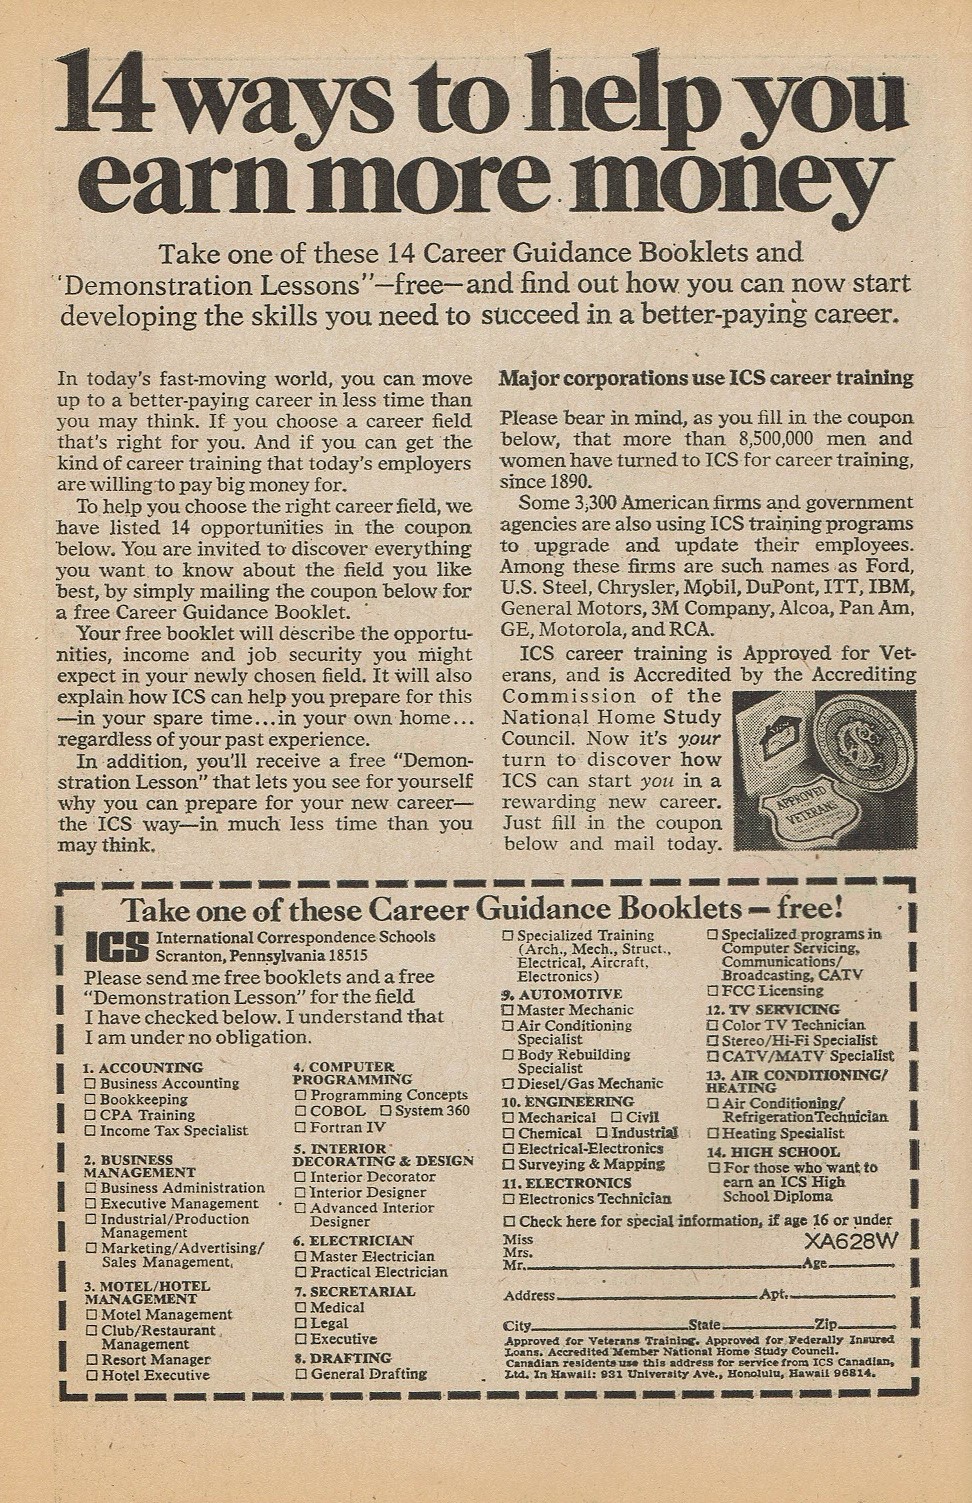 14 ways to help you
earn more money
Take one of these 14 Career Guidance Booklets and
'Demonstration Lessons"—free—and find out how you can now start
developing the skills you need to succeed in a better-paying career.
In today's fast-moving world, you can move
up to a better-paying career in less time than
you may think. If you choose a career field
that's right for you. And if you can get the
kind of career training that today's employers
are willing to pay big money for.
To help you choose the right career field, we
have listed 14 opportunities in the coupon
below. You are invited to discover everything
you want to know about the field you like
best, by simply mailing the coupon below for
a free Career Guidance Booklet.
Your free booklet will describe the opportu-
nities, income and job security you might
expect in your newly chosen field. It will also
explain how ICS can help you prepare for this
—in your spare time...in your own home...
regardless of your past experience.
In addition, you'll receive a free "Demon-
stration Lesson" that lets you see for yourself
why you can prepare for your new career—
the ICS way—in much less time than you
may think.
Major corporations use ICS career training
Please bear in mind, as you fill in the coupon
below, that more than 8,500,000 men and
women have turned to ICS for career training,
since 1890.
Some 3,300 American firms and government
agencies are also using ICS training programs
to upgrade and update their employees.
Among these firms are such names as Ford,
U.S. Steel, Chrysler, Mobil, DuPont, ITT, IBM,
General Motors, 3M Company, Alcoa, Pan Am,
GE, Motorola, and RCA.
ICS career training is Approved for Vet-
erans, and is Accredited by the Accrediting
Commission of the
National Home Study
Council. Now it's your
turn to discover how
ICS can start you in a
rewarding new career.
Just fill in the coupon
below and mail today.
APPROVED
VETERANS
Take one of these Career Guidance Booklets — free!
ICS International Correspondence Schools
Scranton, Pennsylvania 18515
Please send me free booklets and a free
"Demonstration Lesson" for the field
I have checked below. I understand that
I am under no obligation.
1. ACCOUNTING
☐ Business Accounting
☐ Bookkeeping
☐ CPA Training
☐ Income Tax Specialist
2. BUSINESS
MANAGEMENT
☐ Business Administration
☐ Executive Management
☐ Industrial/Production
Management
☐ Marketing/Advertising/
Sales Management,
3. MOTEL/HOTEL
MANAGEMENT
☐ Motel Management
☐ Club/Restaurant
Management
☐ Resort Manager
☐ Hotel Executive
4. COMPUTER
PROGRAMMING
☐ Programming Concepts
☐ COBOL ☐ System 360
☐ Fortran IV
5. INTERIOR
DECORATING & DESIGN
☐ Interior Decorator
☐ Interior Designer
☐ Advanced Interior
Designer
6. ELECTRICIAN
☐ Master Electrician
☐ Practical Electrician
7. SECRETARIAL
☐ Medical
☐ Legal
☐ Executive
8. DRAFTING
☐ General Drafting
☐ Specialized Training
(Arch., Mech., Struct.,
Electrical, Aircraft,
Electronics)
9. AUTOMOTIVE
☐ Master Mechanic
☐ Air Conditioning
Specialist
☐ Body Rebuilding
Specialist
☐ Diesel/Gas Mechanic
10. ENGINEERING
☐ Mechanical ☐ Civil
☐ Chemical ☐ Industrial
☐ Electrical-Electronics
☐ Surveying & Mapping
11. ELECTRONICS
☐ Electronics Technician
☐ Specialized programs in
Computer Servicing,
Communications/
Broadcasting, CATV
☐ FCC Licensing
12. TV SERVICING
☐ Color TV Technician
☐ Stereo/Hi-Fi Specialist
☐ CATV/MATV Specialist
13. AIR CONDITIONING/
HEATING
☐ Air Conditioning/
Refrigeration Technician
☐ Heating Specialist
14. HIGH SCHOOL
☐ For those who want to
earn an ICS High
School Diploma
☐ Check here for special information, if age 16 or under
Miss XA628W
Mrs.
Mr. Age
Address Apt.
City State Zip
Approved for Veterans Training. Approved for Federally Insured
Loans. Accredited Member National Home Study Council.
Canadian residents use this address for service from ICS Canadian,
Ltd. In Hawaii: 931 University Ave., Honolulu, Hawaii 96814.